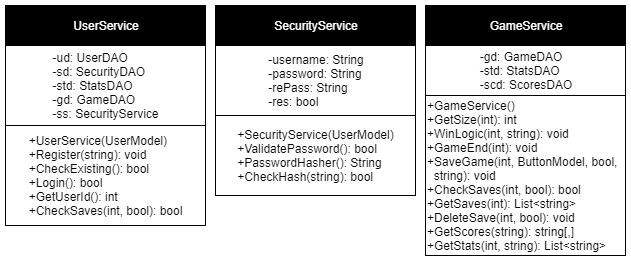 UserService
-ud: UserDAO
-sd: SecurityDAO
-std: StatsDAO
-gd: GameDAO
-ss: SecurityService
+UserService(UserModel)
+Register(string): void
+CheckExisting(): bool
+Login(): bool
+GetUserId(): int
+CheckSaves(int, bool): bool
SecurityService
-username: String
-password: String
-rePass: String
-res: bool
+SecurityService(UserModel)
+ValidatePassword(): bool
+PasswordHasher(): String
+CheckHash(string): bool
GameService
-gd: GameDAO
-std: StatsDAO
-scd: ScoresDAO
+GameService()
+GetSize(int): int
+WinLogic(int, string): void
+GameEnd(int): void
+SaveGame(int, ButtonModel, bool,
string): void
+CheckSaves(int, bool): bool
+GetSaves(int): List<string>
+DeleteSave(int, bool): void
+GetScores(string): string[,]
+GetStats(int, string): List<string>